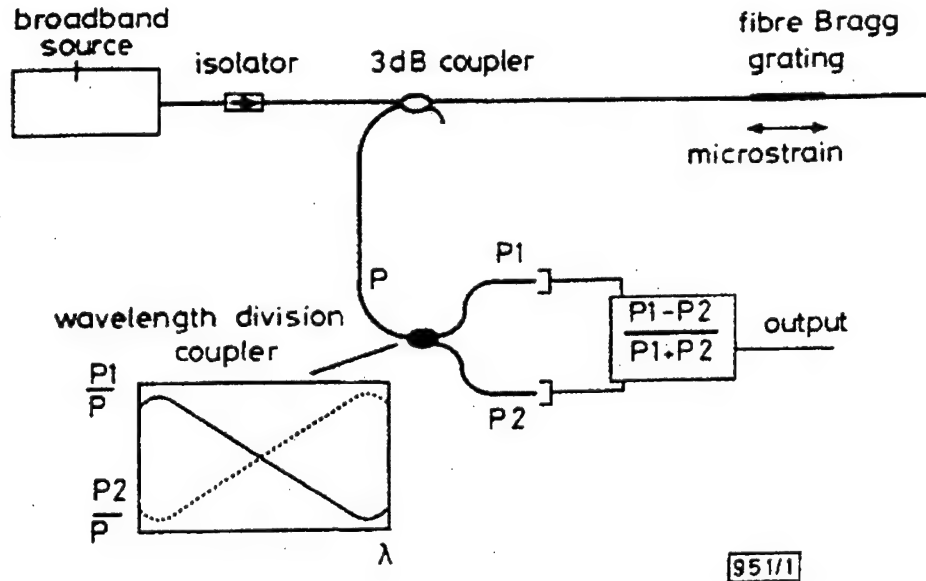 broadband
source
isolator
3dB coupler
fibre Bragg
grating
microstrain
P
P1
P2
P1-P2
P1+P2
output
wavelength division
coupler
P1
P
P2
P
λ
951/1